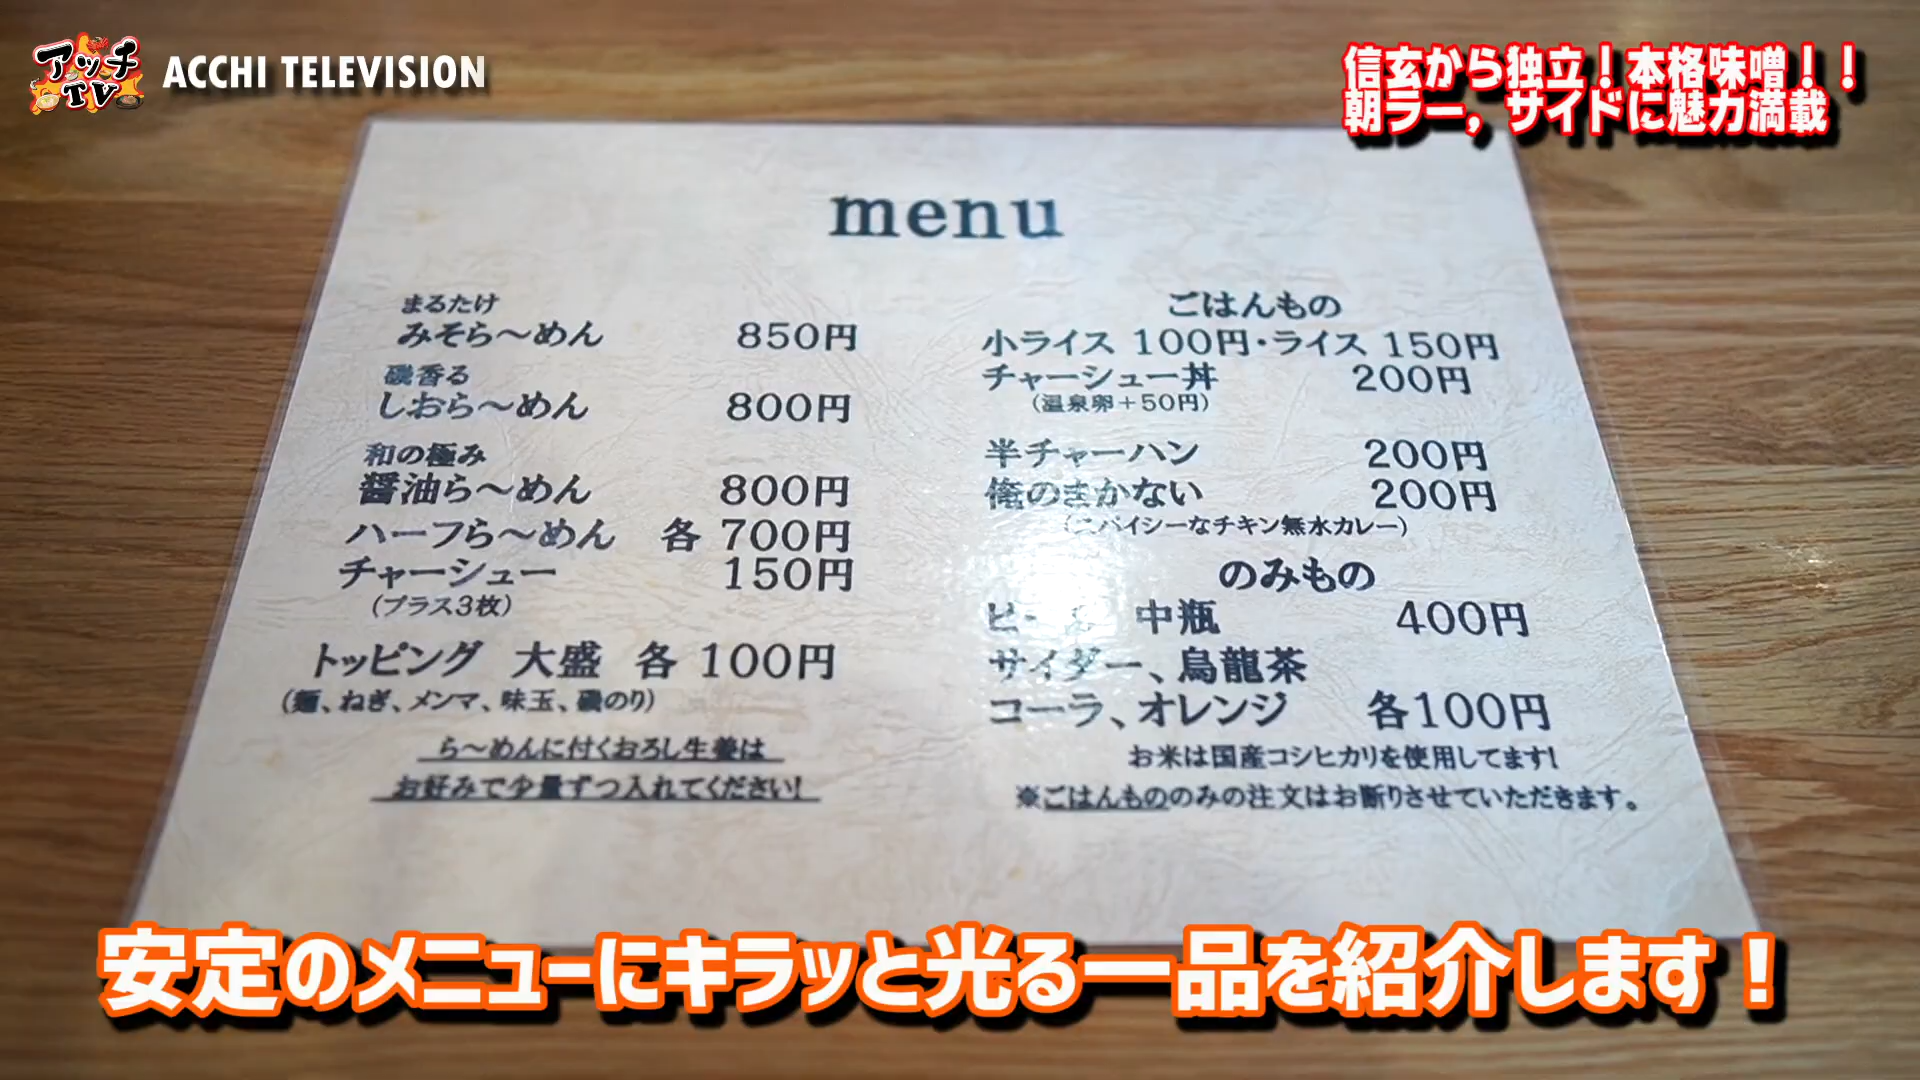 アッチ
TV
ACCHI TELEVISION
信玄から独立！本格味噌！！
朝ラー，サイドに魅力満載
menu
まるたけ
みそら～めん 850円
磯香る
しおら～めん 800円
和の極み
醤油ら～めん 800円
ハーフら～めん 各 700円
チャーシュー 150円
(プラス3枚)
トッピング 大盛 各 100円
(麺、ねぎ、メンマ、味玉、磯のり)
ら～めんに付くおろし生姜は
お好みで少量ずつ入れてください!
ごはんもの
小ライス 100円・ライス 150円
チャーシュー丼 200円
(温泉卵＋50円)
半チャーハン 200円
俺のまかない 200円
(スパイシーなチキン無水カレー)
のみもの
ビール 中瓶 400円
サイダー、烏龍茶
コーラ、オレンジ 各100円
お米は国産コシヒカリを使用してます!
※ごはんもののみの注文はお断りさせていただきます。
安定のメニューにキラッと光る一品を紹介します！